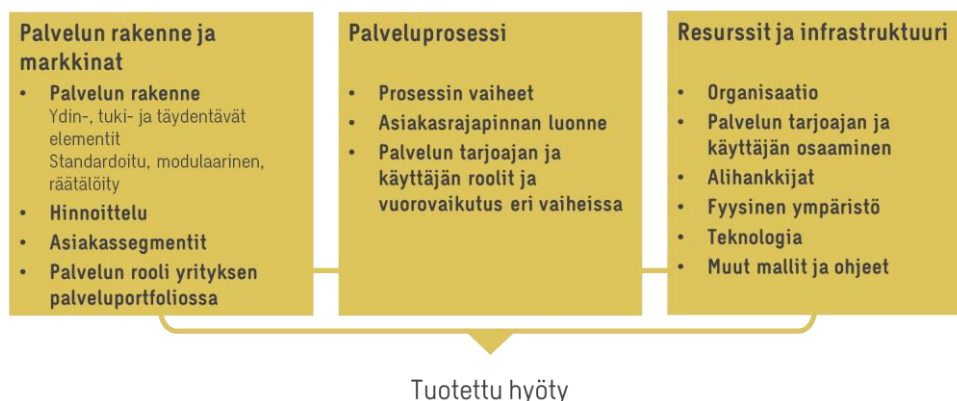 Palvelun rakenne ja
markkinat
• Palvelun rakenne
Ydin-, tuki- ja täydentävät
elementit
Standardoitu, modulaarinen,
räätälöity
• Hinnoittelu
• Asiakassegmentit
• Palvelun rooli yrityksen
palveluportfoliossa
Palveluprosessi
• Prosessin vaiheet
• Asiakasrajapinnan luonne
• Palvelun tarjoajan ja
käyttäjän roolit ja
vuorovaikutus eri vaiheissa
Resurssit ja infrastruktuuri
• Organisaatio
• Palvelun tarjoajan ja
käyttäjän osaaminen
• Alihankkijat
• Fyysinen ympäristö
• Teknologia
• Muut mallit ja ohjeet
Tuotettu hyöty